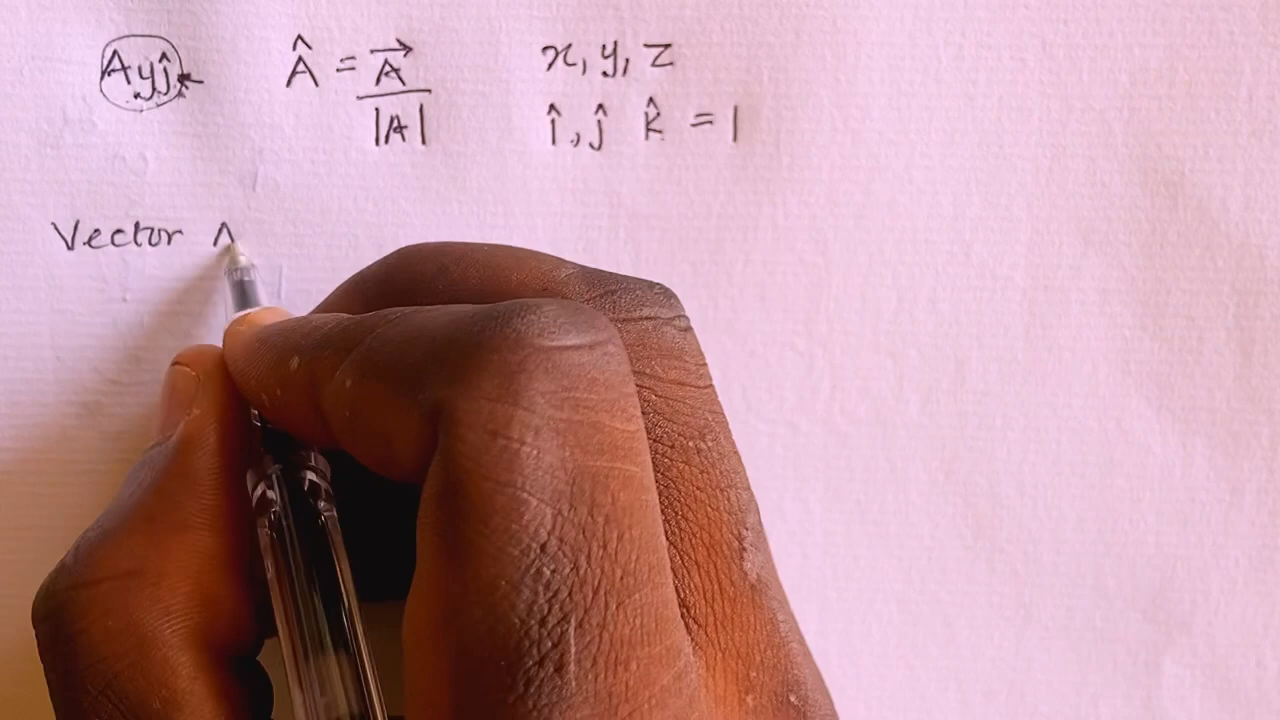 Ayĵ Â = A⃗ / |A| x, y, z
î, ĵ k̂ = 1
Vector A